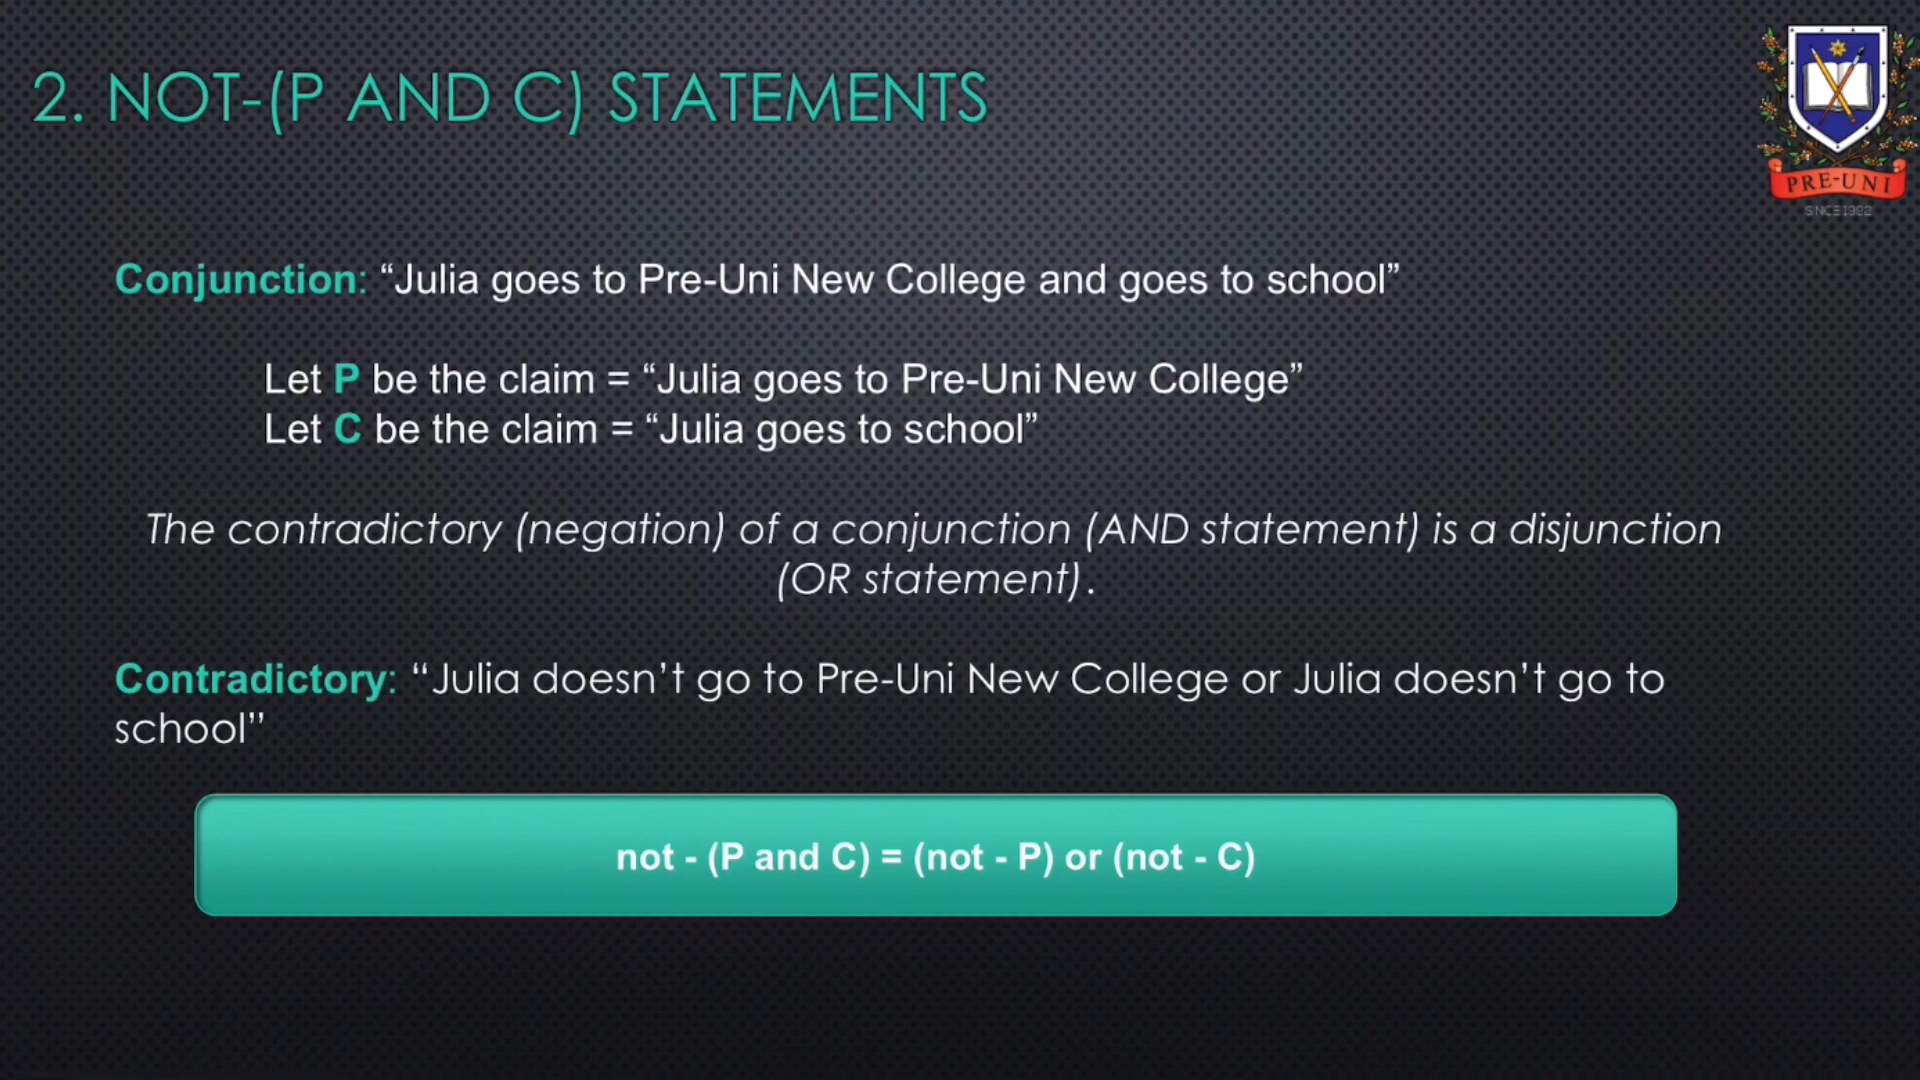 2. NOT-(P AND C) STATEMENTS
PRE-UNI
SINCE 1992
Conjunction: “Julia goes to Pre-Uni New College and goes to school”
Let P be the claim = “Julia goes to Pre-Uni New College”
Let C be the claim = “Julia goes to school”
The contradictory (negation) of a conjunction (AND statement) is a disjunction
(OR statement).
Contradictory: “Julia doesn’t go to Pre-Uni New College or Julia doesn’t go to
school”
not - (P and C) = (not - P) or (not - C)